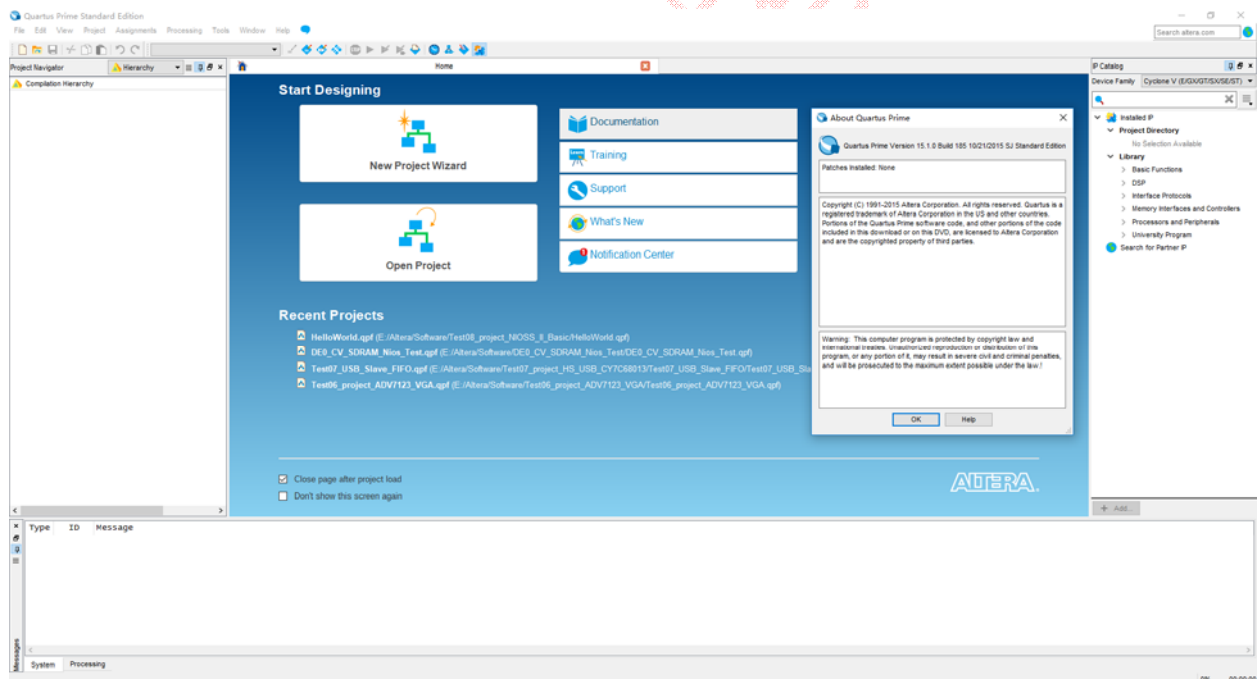 Quartus Prime Standard Edition
File Edit View Project Assignments Processing Tools Window Help
Search altera.com
Project Navigator
Hierarchy
Home
IP Catalog
Compilation Hierarchy
Device Family
Cyclone V (E/GX/GT/SX/SE/ST)
Start Designing
New Project Wizard
Open Project
Documentation
Training
Support
What's New
Notification Center
Recent Projects
HelloWorld.qpf (E:/Altera/Software/Test08_project_NIOSS_II_Basic/HelloWorld.qpf)
DE0_CV_SDRAM_Nios_Test.qpf (E:/Altera/Software/DE0_CV_SDRAM_Nios_Test/DE0_CV_SDRAM_Nios_Test.qpf)
Test07_USB_Slave_FIFO.qpf (E:/Altera/Software/Test07_project_HS_USB_CY7C68013/Test07_USB_Slave_FIFO/Test07_USB_Sla
Test06_project_ADV7123_VGA.qpf (E:/Altera/Software/Test06_project_ADV7123_VGA/Test06_project_ADV7123_VGA.qpf)
Close page after project load
Don't show this screen again
ALTERA
About Quartus Prime
Quartus Prime Version 15.1.0 Build 185 10/21/2015 SJ Standard Edition
Patches Installed: None
Copyright (C) 1991-2015 Altera Corporation. All rights reserved. Quartus is a
registered trademark of Altera Corporation in the US and other countries.
Portions of the Quartus Prime software code, and other portions of the code
included in this download or on this DVD, are licensed to Altera Corporation
and are the copyrighted property of third parties.
Warning: This computer program is protected by copyright law and
international treaties. Unauthorized reproduction or distribution of this
program, or any portion of it, may result in severe civil and criminal penalties,
and will be prosecuted to the maximum extent possible under the law.!
OK
Help
Installed IP
Project Directory
No Selection Available
Library
Basic Functions
DSP
Interface Protocols
Memory Interfaces and Controllers
Processors and Peripherals
University Program
Search for Partner IP
+ Add...
Type ID Message
Messages
System
Processing
0% 00:00:00